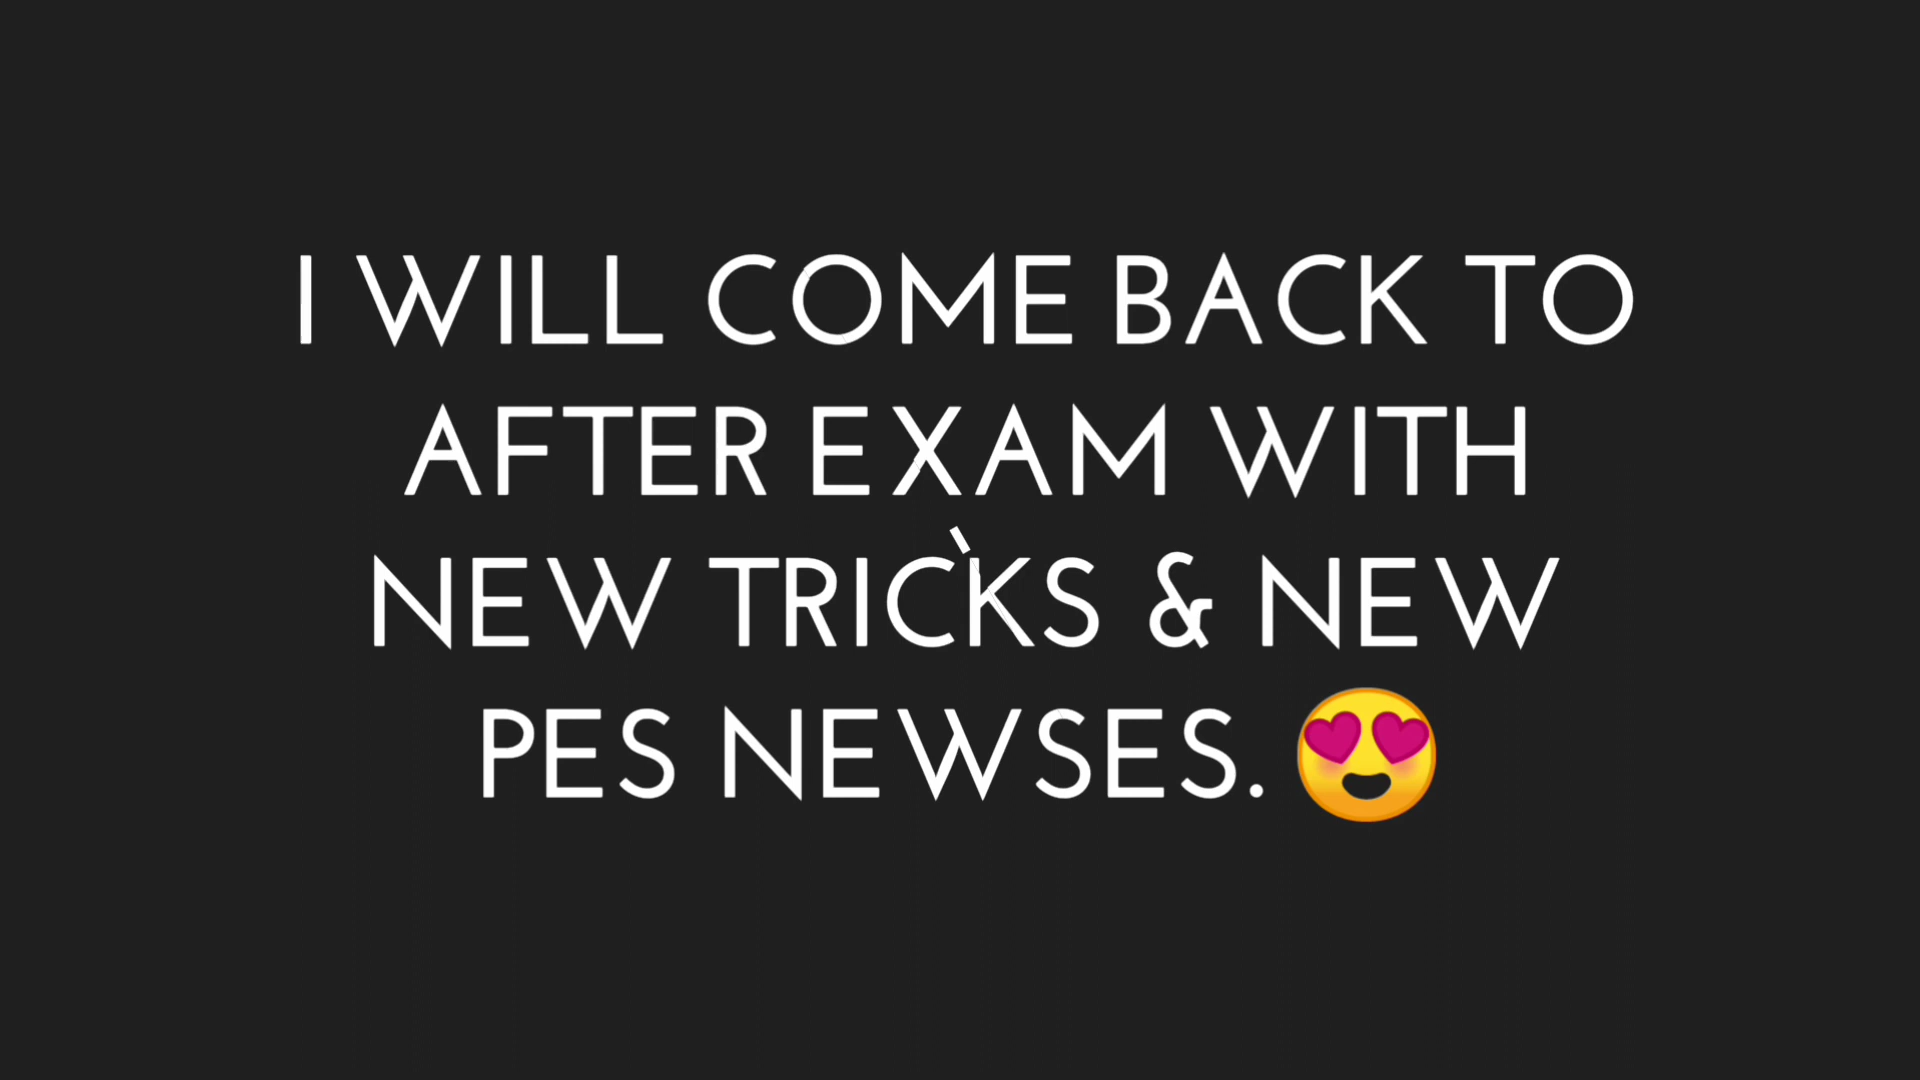 I WILL COME BACK TO
AFTER EXAM WITH
NEW TRICKS & NEW
PES NEWSES. 😍